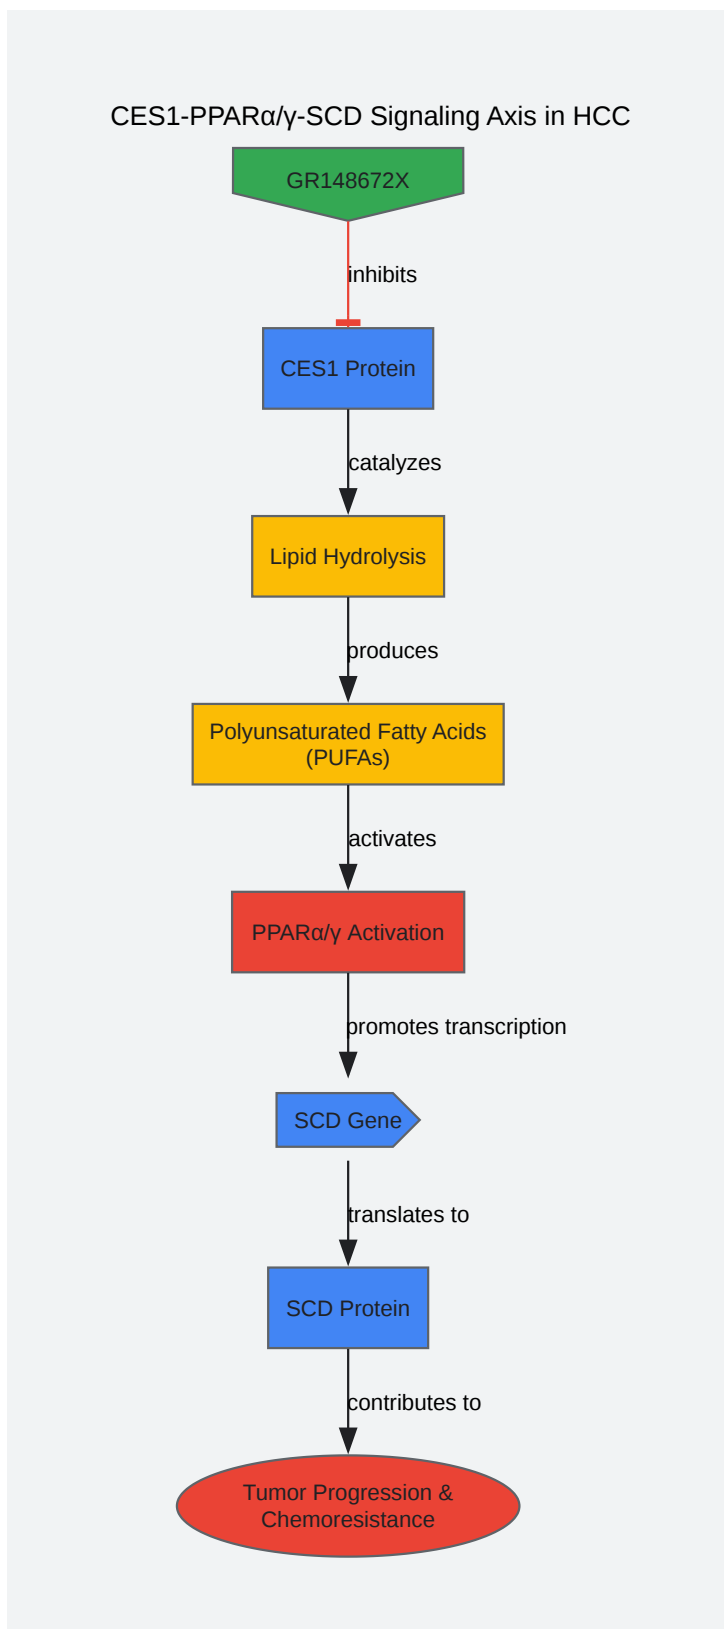 CES1-PPARα/γ-SCD Signaling Axis in HCC
GR148672X
inhibits
CES1 Protein
catalyzes
Lipid Hydrolysis
produces
Polyunsaturated Fatty Acids
(PUFAs)
activates
PPARα/γ Activation
promotes transcription
SCD Gene
translates to
SCD Protein
contributes to
Tumor Progression &
Chemoresistance